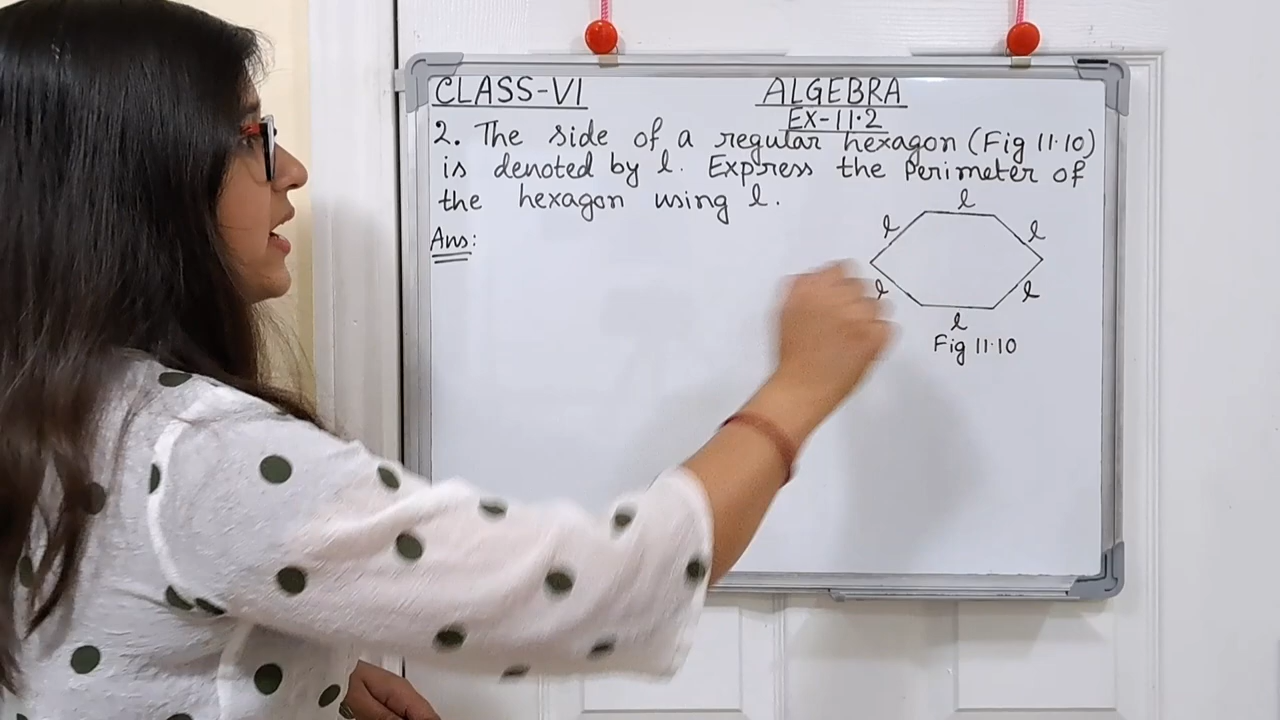 CLASS-VI
ALGEBRA
EX-11.2
2. The side of a regular hexagon (Fig 11.10)
is denoted by l. Express the Perimeter of
the hexagon using l.
Ans:
l
l
l
l
l
l
Fig 11.10